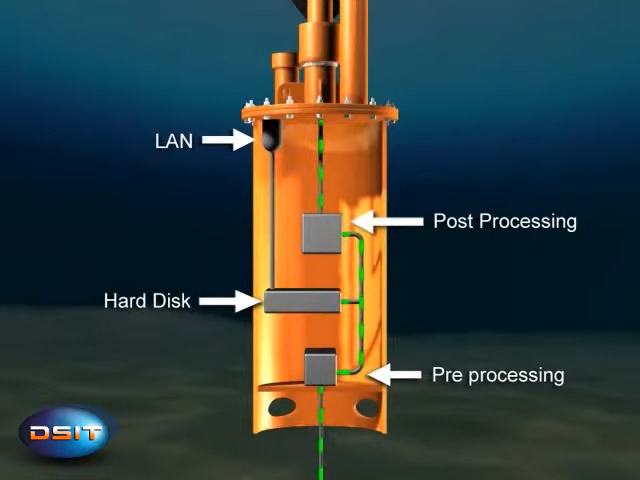 LAN
Post Processing
Hard Disk
Pre processing
DSIT